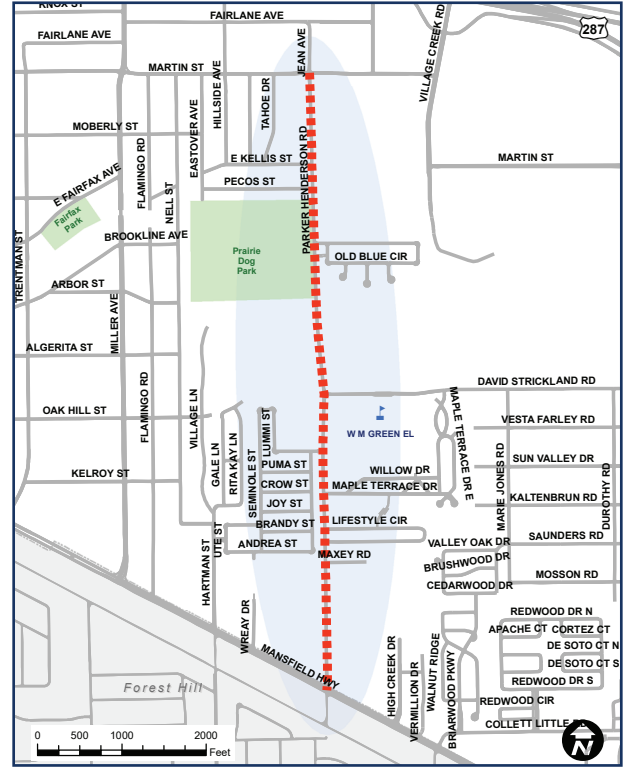 KNOX ST
FAIRLANE AVE
FAIRLANE AVE
JEAN AVE
287
VILLAGE CREEK RD
MARTIN ST
HILLSIDE AVE
TAHOE DR
MOBERLY ST
EASTOVER AVE
FLAMINGO RD
PARKER HENDERSON RD
E KELLIS ST
MARTIN ST
PECOS ST
E FAIRFAX AVE
NELL ST
Fairfax
Park
BROOKLINE AVE
TRENTMAN ST
Prairie
Dog
Park
OLD BLUE CIR
ARBOR ST
MILLER AVE
ALGERITA ST
FLAMINGO RD
VILLAGE LN
DAVID STRICKLAND RD
OAK HILL ST
GALE LN
RITA KAY LN
LUMMI ST
W M GREEN EL
MAPLE TERRACE DR E
VESTA FARLEY RD
SEMINOLE ST
MARIE JONES RD
SUN VALLEY DR
DUROTHY RD
KELROY ST
PUMA ST
WILLOW DR
CROW ST
MAPLE TERRACE DR
KALTENBRUN RD
JOY ST
BRANDY ST
LIFESTYLE CIR
UTE ST
ANDREA ST
VALLEY OAK DR
SAUNDERS RD
MAXEY RD
BRUSHWOOD DR
HARTMAN ST
CEDARWOOD DR
MOSSON RD
WREAY DR
REDWOOD DR N
APACHE CT
CORTEZ CT
DE SOTO CT N
MANSFIELD HWY
DE SOTO CT S
REDWOOD DR S
HIGH CREEK DR
VERMILLION DR
WALNUT RIDGE
BRIARWOOD PKWY
Forest Hill
REDWOOD CIR
COLLETT LITTLE RD
0 500 1000 2000
Feet
N